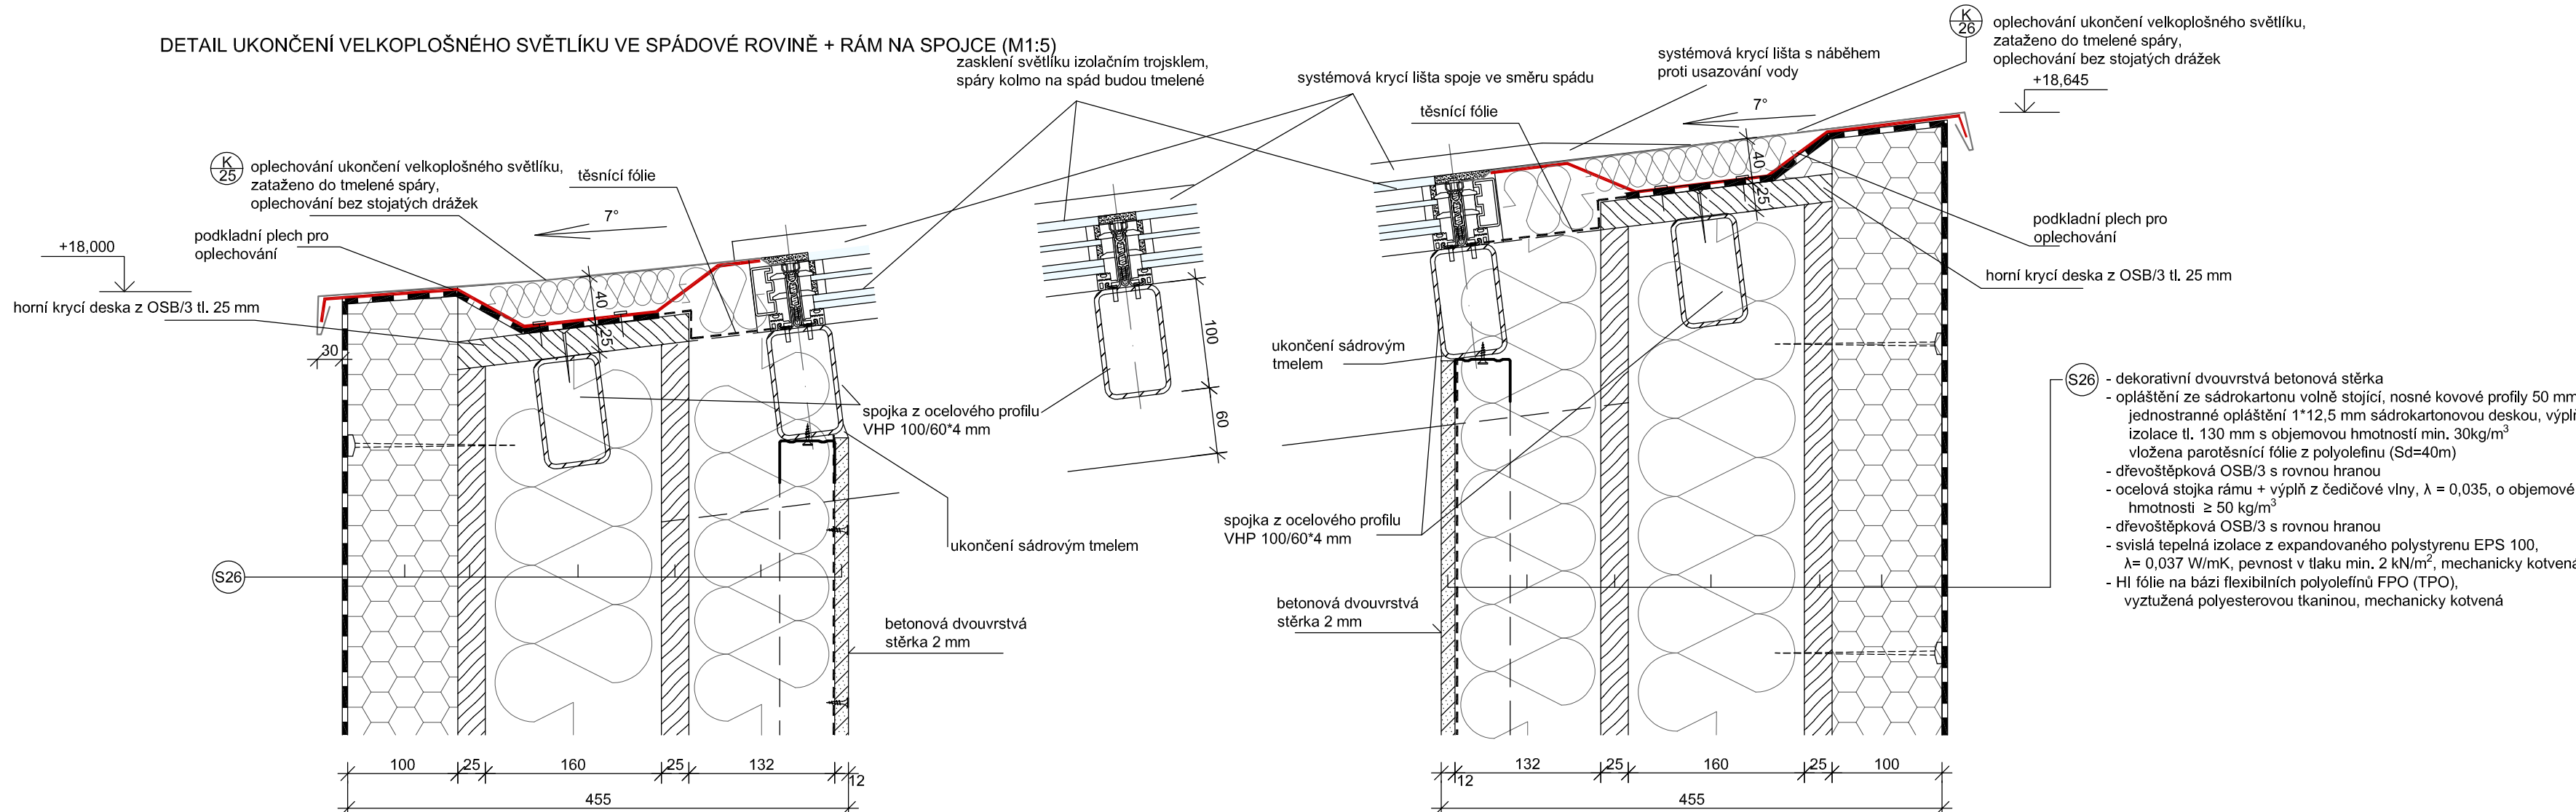 DETAIL UKONČENÍ VELKOPLOŠNÉHO SVĚTLÍKU VE SPÁDOVÉ ROVINĚ + RÁM NA SPOJCE (M1:5)
zasklení světlíku izolačním trojsklem,
spáry kolmo na spád budou tmelené
systémová krycí lišta spoje ve směru spádu
systémová krycí lišta s náběhem
proti usazování vody
K
26
oplechování ukončení velkoplošného světlíku,
zataženo do tmelené spáry,
oplechování bez stojatých drážek
+18,645
těsnící fólie
7°
K
25
oplechování ukončení velkoplošného světlíku,
zataženo do tmelené spáry,
oplechování bez stojatých drážek
těsnící fólie
7°
podkladní plech pro
oplechování
+18,000
horní krycí deska z OSB/3 tl. 25 mm
30
40
25
100
60
40
25
podkladní plech pro
oplechování
horní krycí deska z OSB/3 tl. 25 mm
ukončení sádrovým
tmelem
spojka z ocelového profilu
VHP 100/60*4 mm
spojka z ocelového profilu
VHP 100/60*4 mm
ukončení sádrovým tmelem
S26
betonová dvouvrstvá
stěrka 2 mm
betonová dvouvrstvá
stěrka 2 mm
S26
- dekorativní dvouvrstvá betonová stěrka
- opláštění ze sádrokartonu volně stojící, nosné kovové profily 50 mm
jednostranné opláštění 1*12,5 mm sádrokartonovou deskou, výplň
izolace tl. 130 mm s objemovou hmotností min. 30kg/m³
vložena parotěsnící fólie z polyolefinu (Sd=40m)
- dřevoštěpková OSB/3 s rovnou hranou
- ocelová stojka rámu + výplň z čedičové vlny, λ = 0,035, o objemové
hmotnosti ≥ 50 kg/m³
- dřevoštěpková OSB/3 s rovnou hranou
- svislá tepelná izolace z expandovaného polystyrenu EPS 100,
λ= 0,037 W/mK, pevnost v tlaku min. 2 kN/m², mechanicky kotvená
- HI fólie na bázi flexibilních polyolefínů FPO (TPO),
vyztužená polyesterovou tkaninou, mechanicky kotvená
100 25 160 25 132 12
455
12 132 25 160 25 100
455